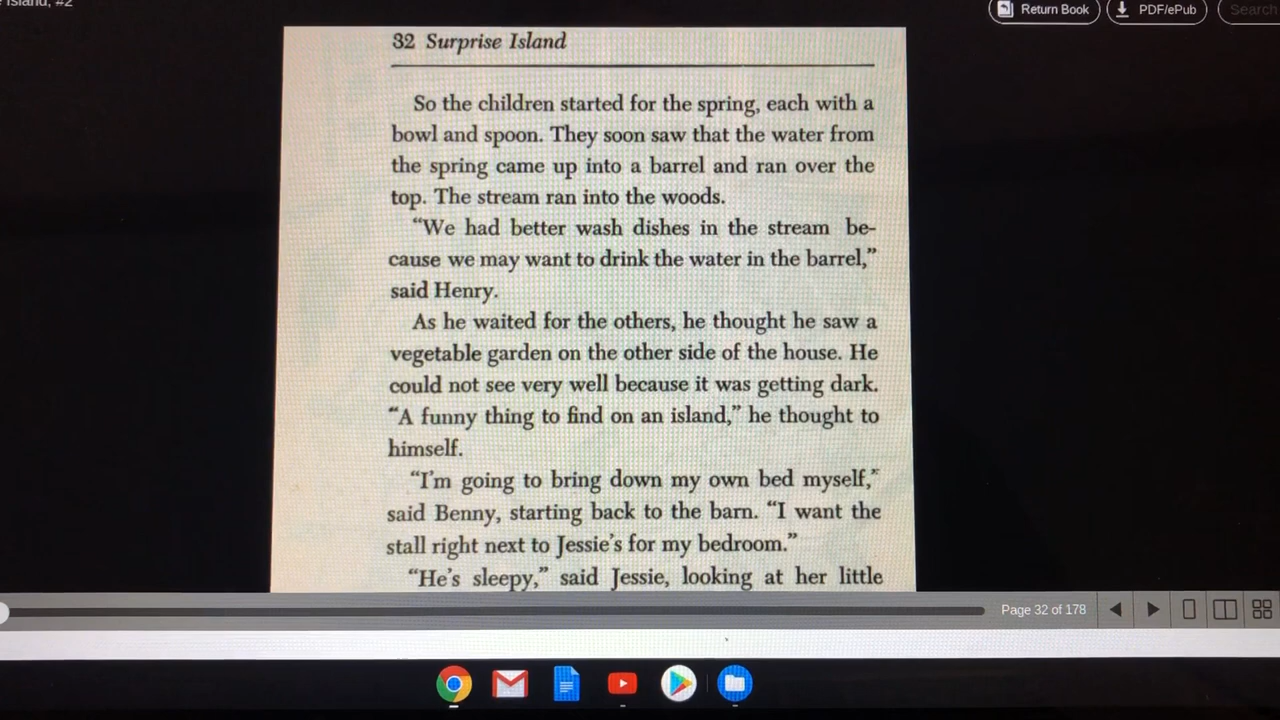 Island, #2
Return Book
PDF/ePub
Search
32 Surprise Island
So the children started for the spring, each with a
bowl and spoon. They soon saw that the water from
the spring came up into a barrel and ran over the
top. The stream ran into the woods.
“We had better wash dishes in the stream be-
cause we may want to drink the water in the barrel,”
said Henry.
As he waited for the others, he thought he saw a
vegetable garden on the other side of the house. He
could not see very well because it was getting dark.
“A funny thing to find on an island,” he thought to
himself.
“I’m going to bring down my own bed myself,”
said Benny, starting back to the barn. “I want the
stall right next to Jessie’s for my bedroom.”
“He’s sleepy,” said Jessie, looking at her little
Page 32 of 178